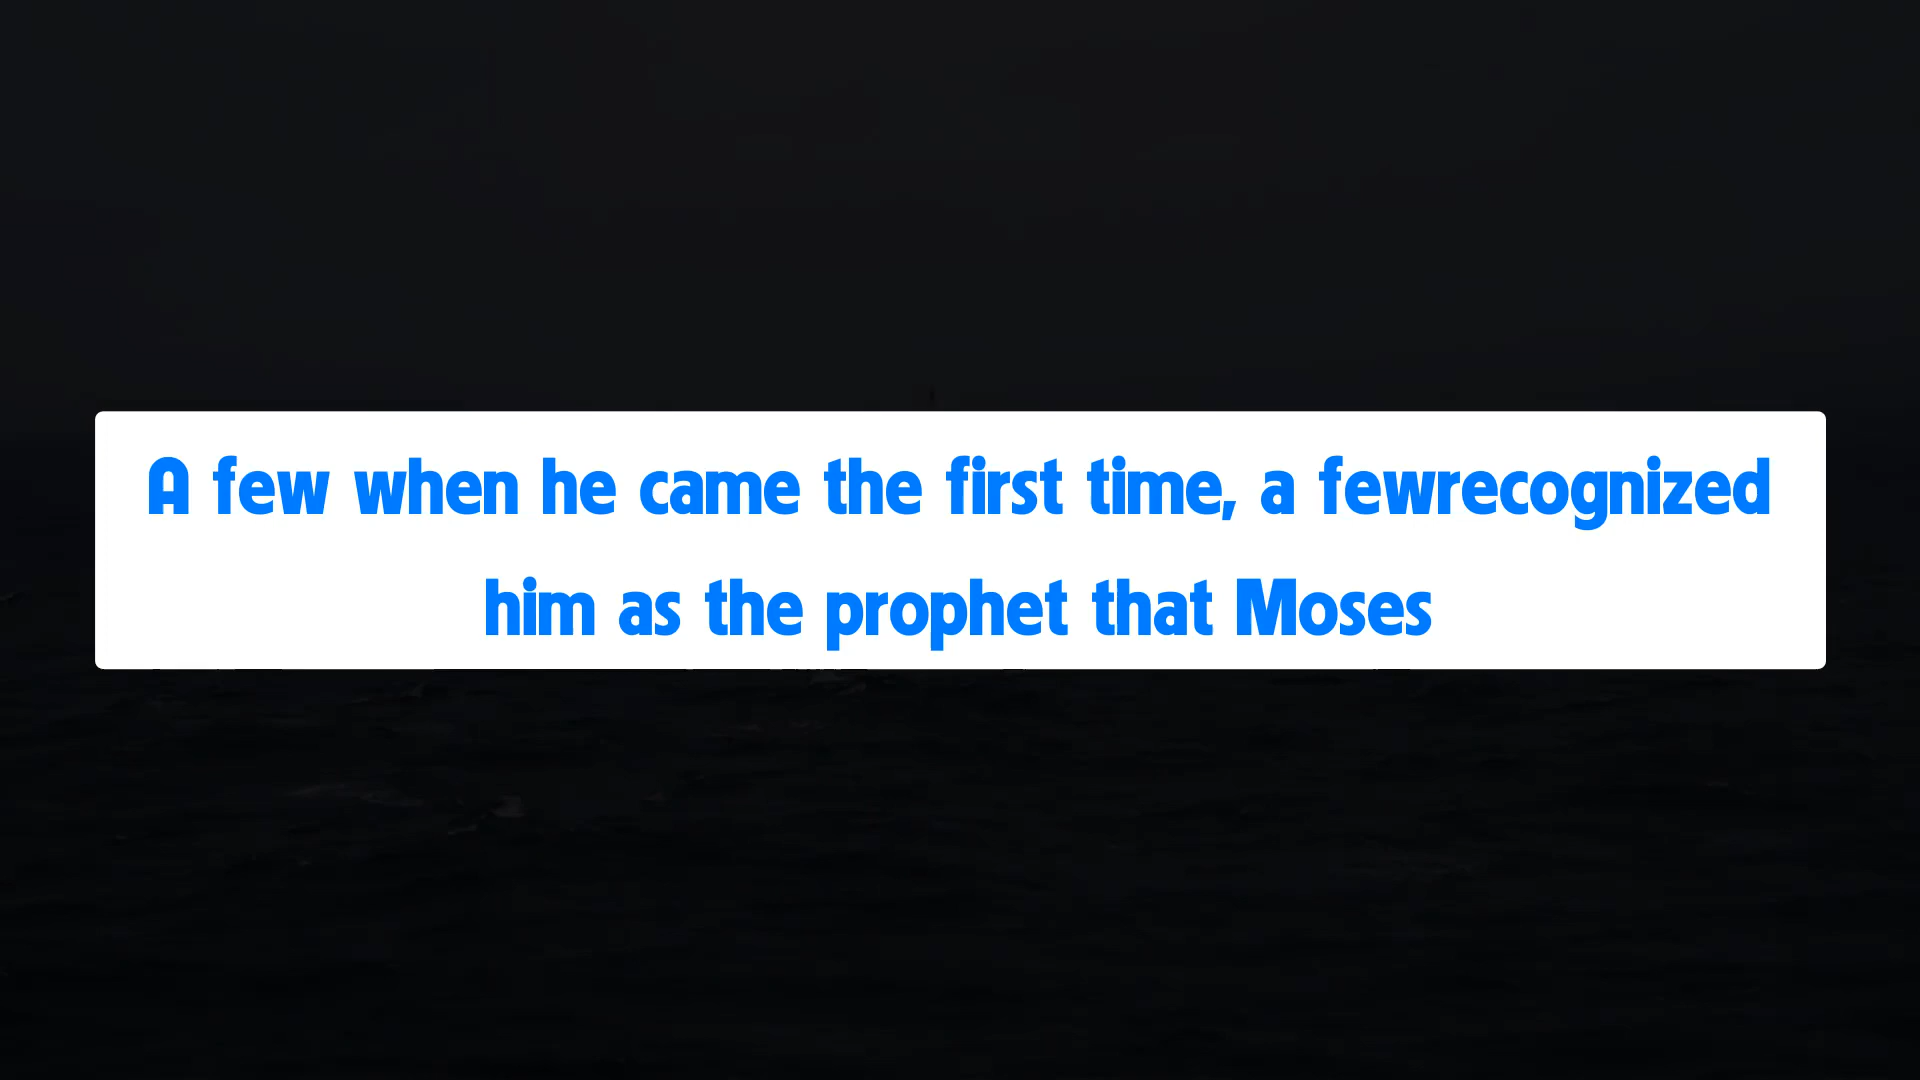 A few when he came the first time, a fewrecognized
him as the prophet that Moses